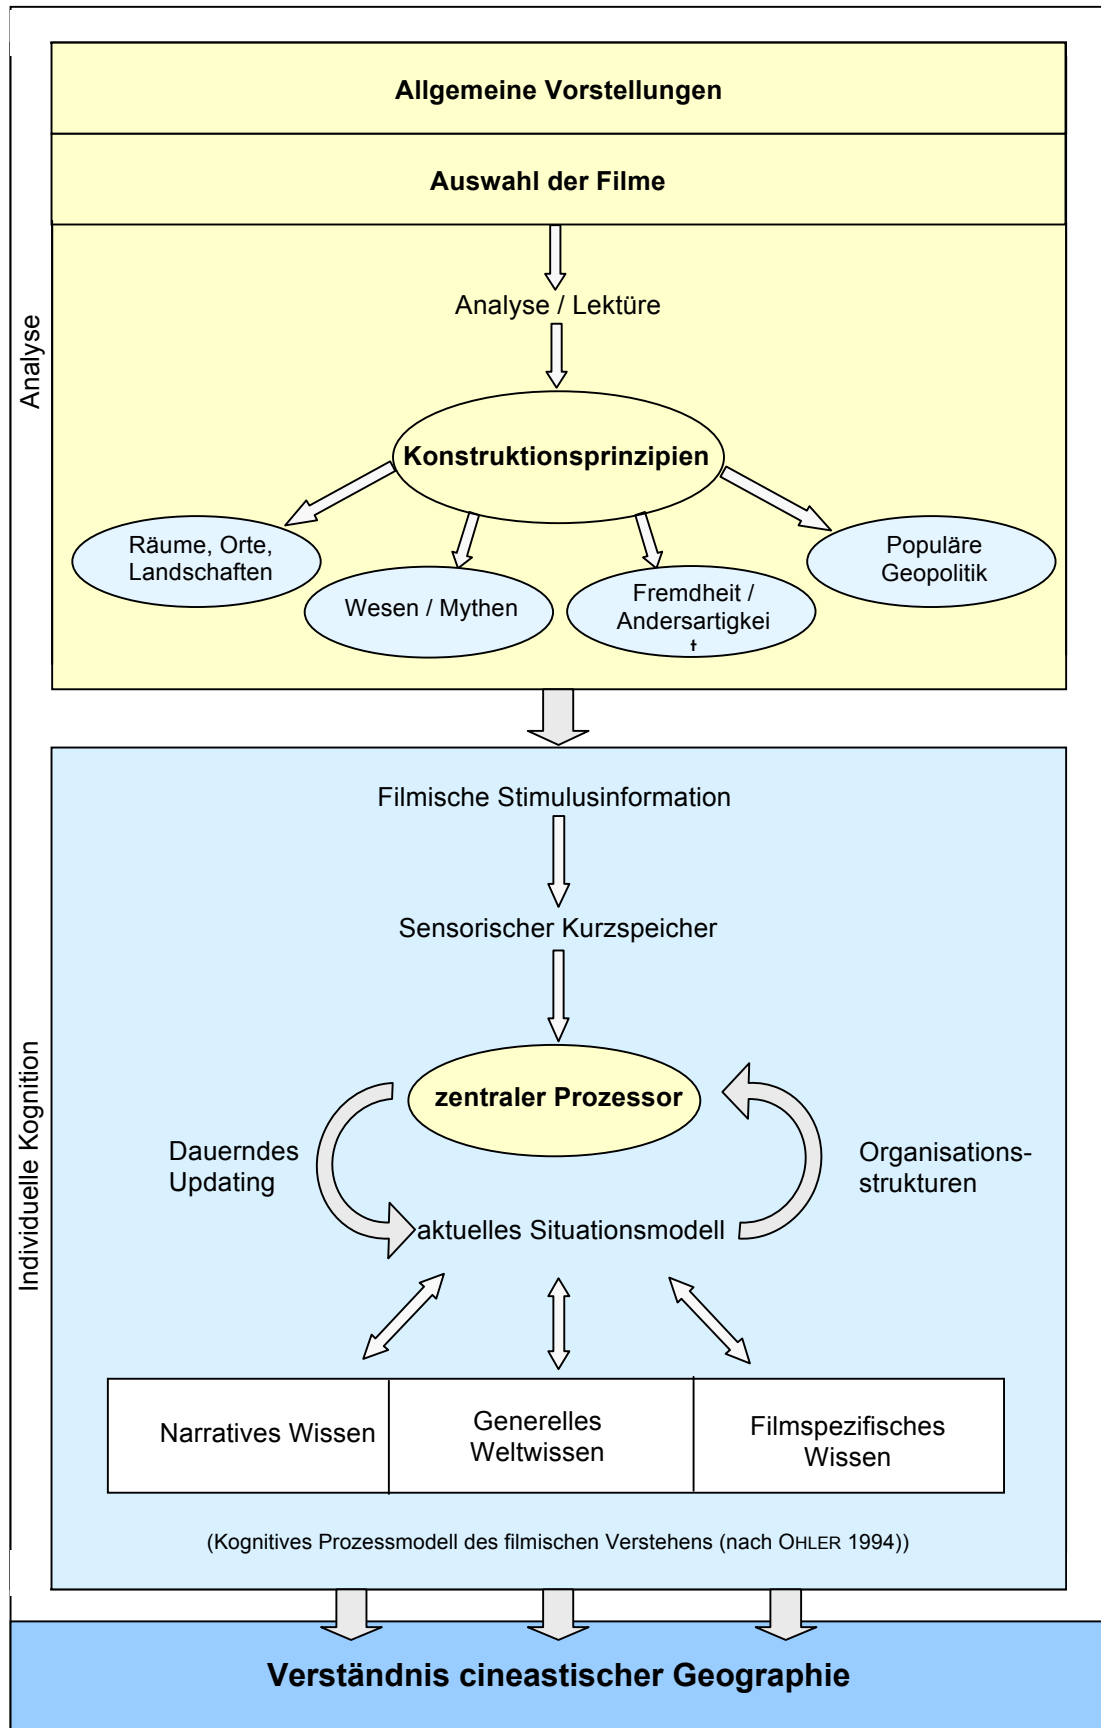 Allgemeine Vorstellungen
Auswahl der Filme
Analyse / Lektüre
Analyse
Konstruktionsprinzipien
Räume, Orte,
Landschaften
Wesen / Mythen
Fremdheit /
Andersartigkei
t
Populäre
Geopolitik
Filmische Stimulusinformation
Sensorischer Kurzspeicher
Individuelle Kognition
zentraler Prozessor
Dauerndes
Updating
Organisations-
strukturen
aktuelles Situationsmodell
Narratives Wissen
Generelles
Weltwissen
Filmspezifisches
Wissen
(Kognitives Prozessmodell des filmischen Verstehens (nach OHLER 1994))
Verständnis cineastischer Geographie